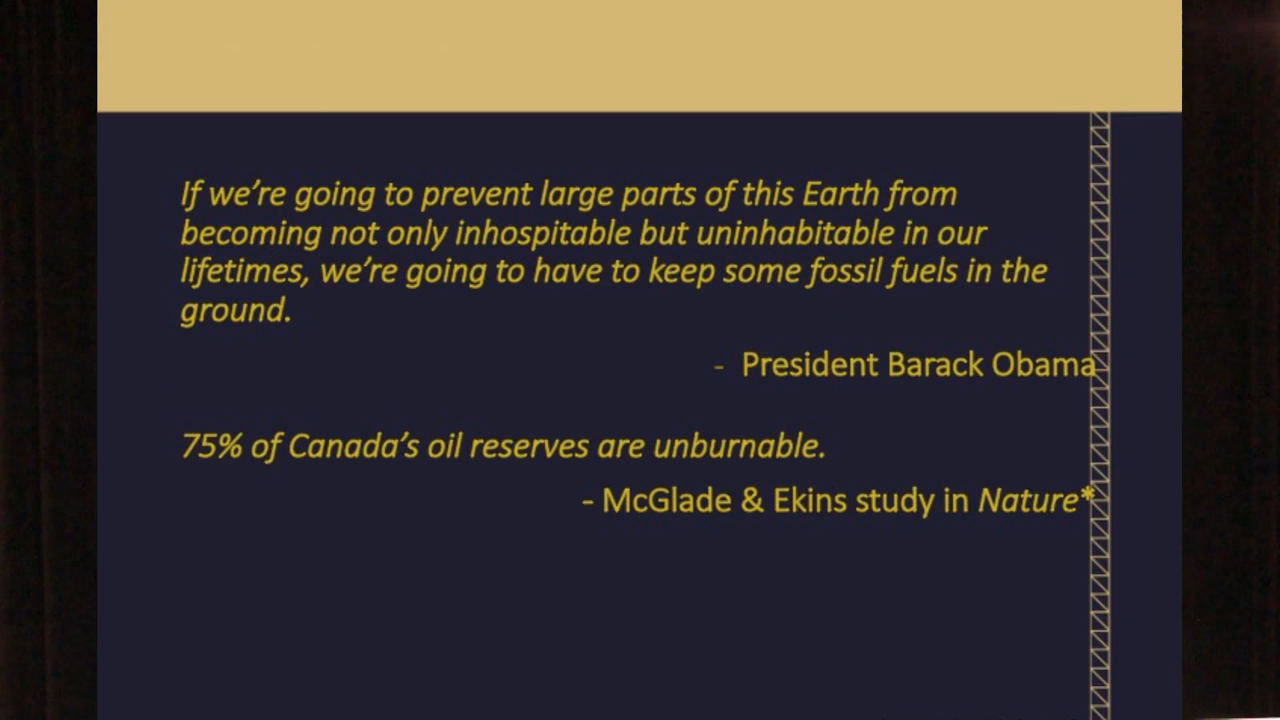 If we’re going to prevent large parts of this Earth from
becoming not only inhospitable but uninhabitable in our
lifetimes, we’re going to have to keep some fossil fuels in the
ground.
- President Barack Obama
75% of Canada’s oil reserves are unburnable.
- McGlade & Ekins study in Nature*